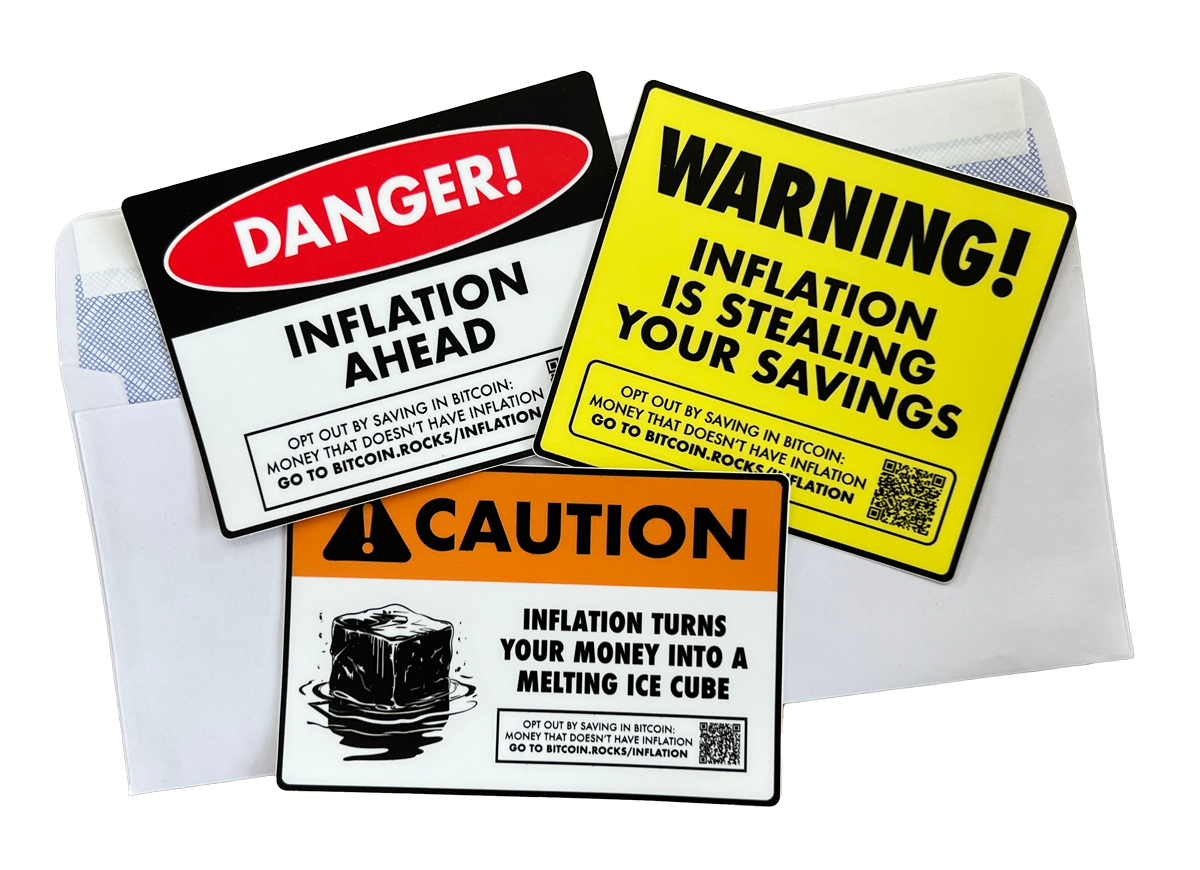 DANGER!
INFLATION
AHEAD
OPT OUT BY SAVING IN BITCOIN:
MONEY THAT DOESN'T HAVE INFLATION
GO TO BITCOIN.ROCKS/INFLATION
WARNING!
INFLATION
IS STEALING
YOUR SAVINGS
OPT OUT BY SAVING IN BITCOIN:
MONEY THAT DOESN'T HAVE INFLATION
GO TO BITCOIN.ROCKS/INFLATION
CAUTION
INFLATION TURNS
YOUR MONEY INTO A
MELTING ICE CUBE
OPT OUT BY SAVING IN BITCOIN:
MONEY THAT DOESN'T HAVE INFLATION
GO TO BITCOIN.ROCKS/INFLATION